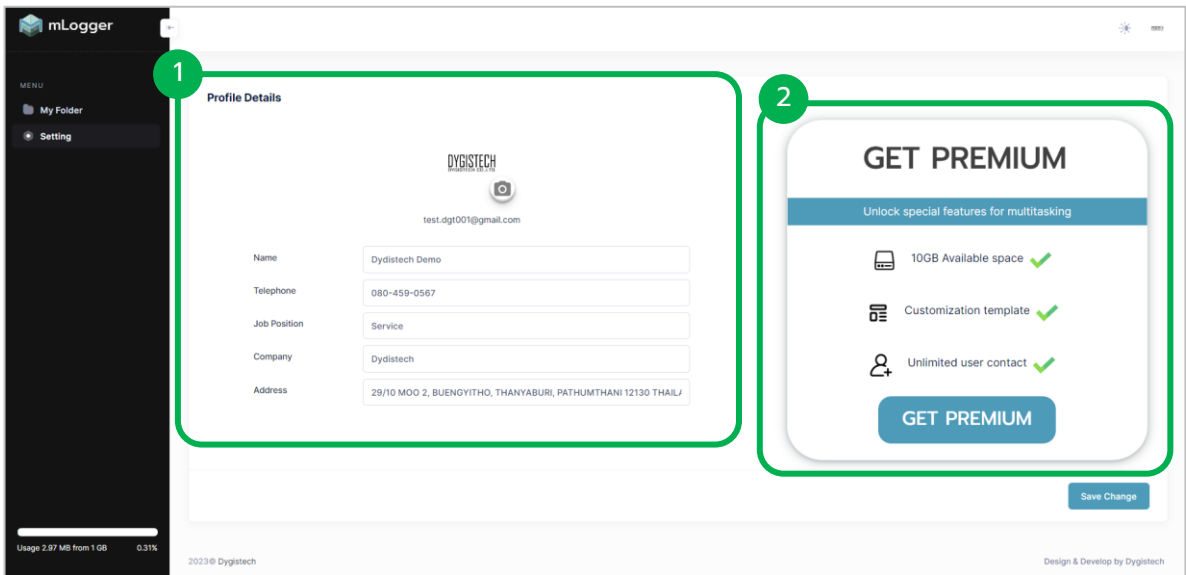 mLogger
MENU
My Folder
Setting
Usage 2.97 MB from 1 GB 0.31%
1
Profile Details
DYGISTECH
DYGISTECH CO.,LTD
test.dgt001@gmail.com
Name Dydistech Demo
Telephone 080-459-0567
Job Position Service
Company Dydistech
Address 29/10 MOO 2, BUENGYITHO, THANYABURI, PATHUMTHANI 12130 THAIL
2
GET PREMIUM
Unlock special features for multitasking
10GB Available space
Customization template
Unlimited user contact
GET PREMIUM
Save Change
2023© Dygistech
Design & Develop by Dygistech